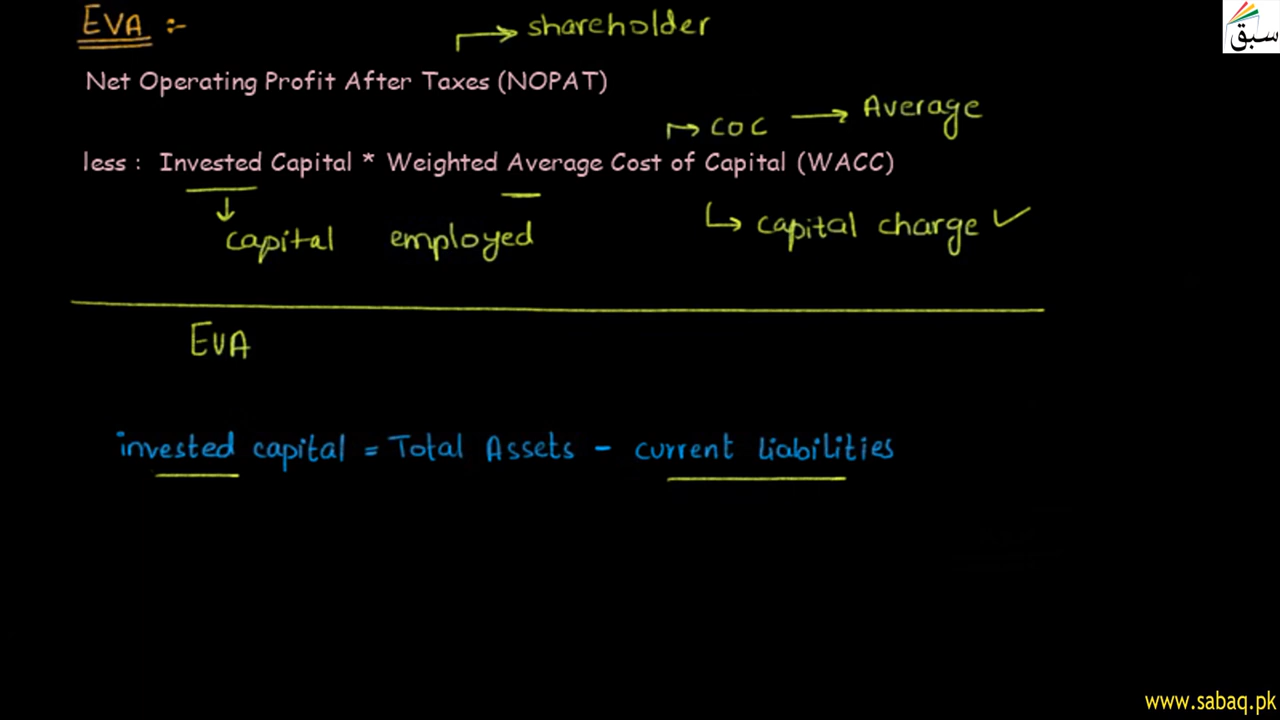 EVA :-
shareholder
سبق
Net Operating Profit After Taxes (NOPAT)
COC → Average
less : Invested Capital * Weighted Average Cost of Capital (WACC)
capital employed
capital charge ✓
EVA
invested capital = Total Assets - current liabilities
www.sabaq.pk